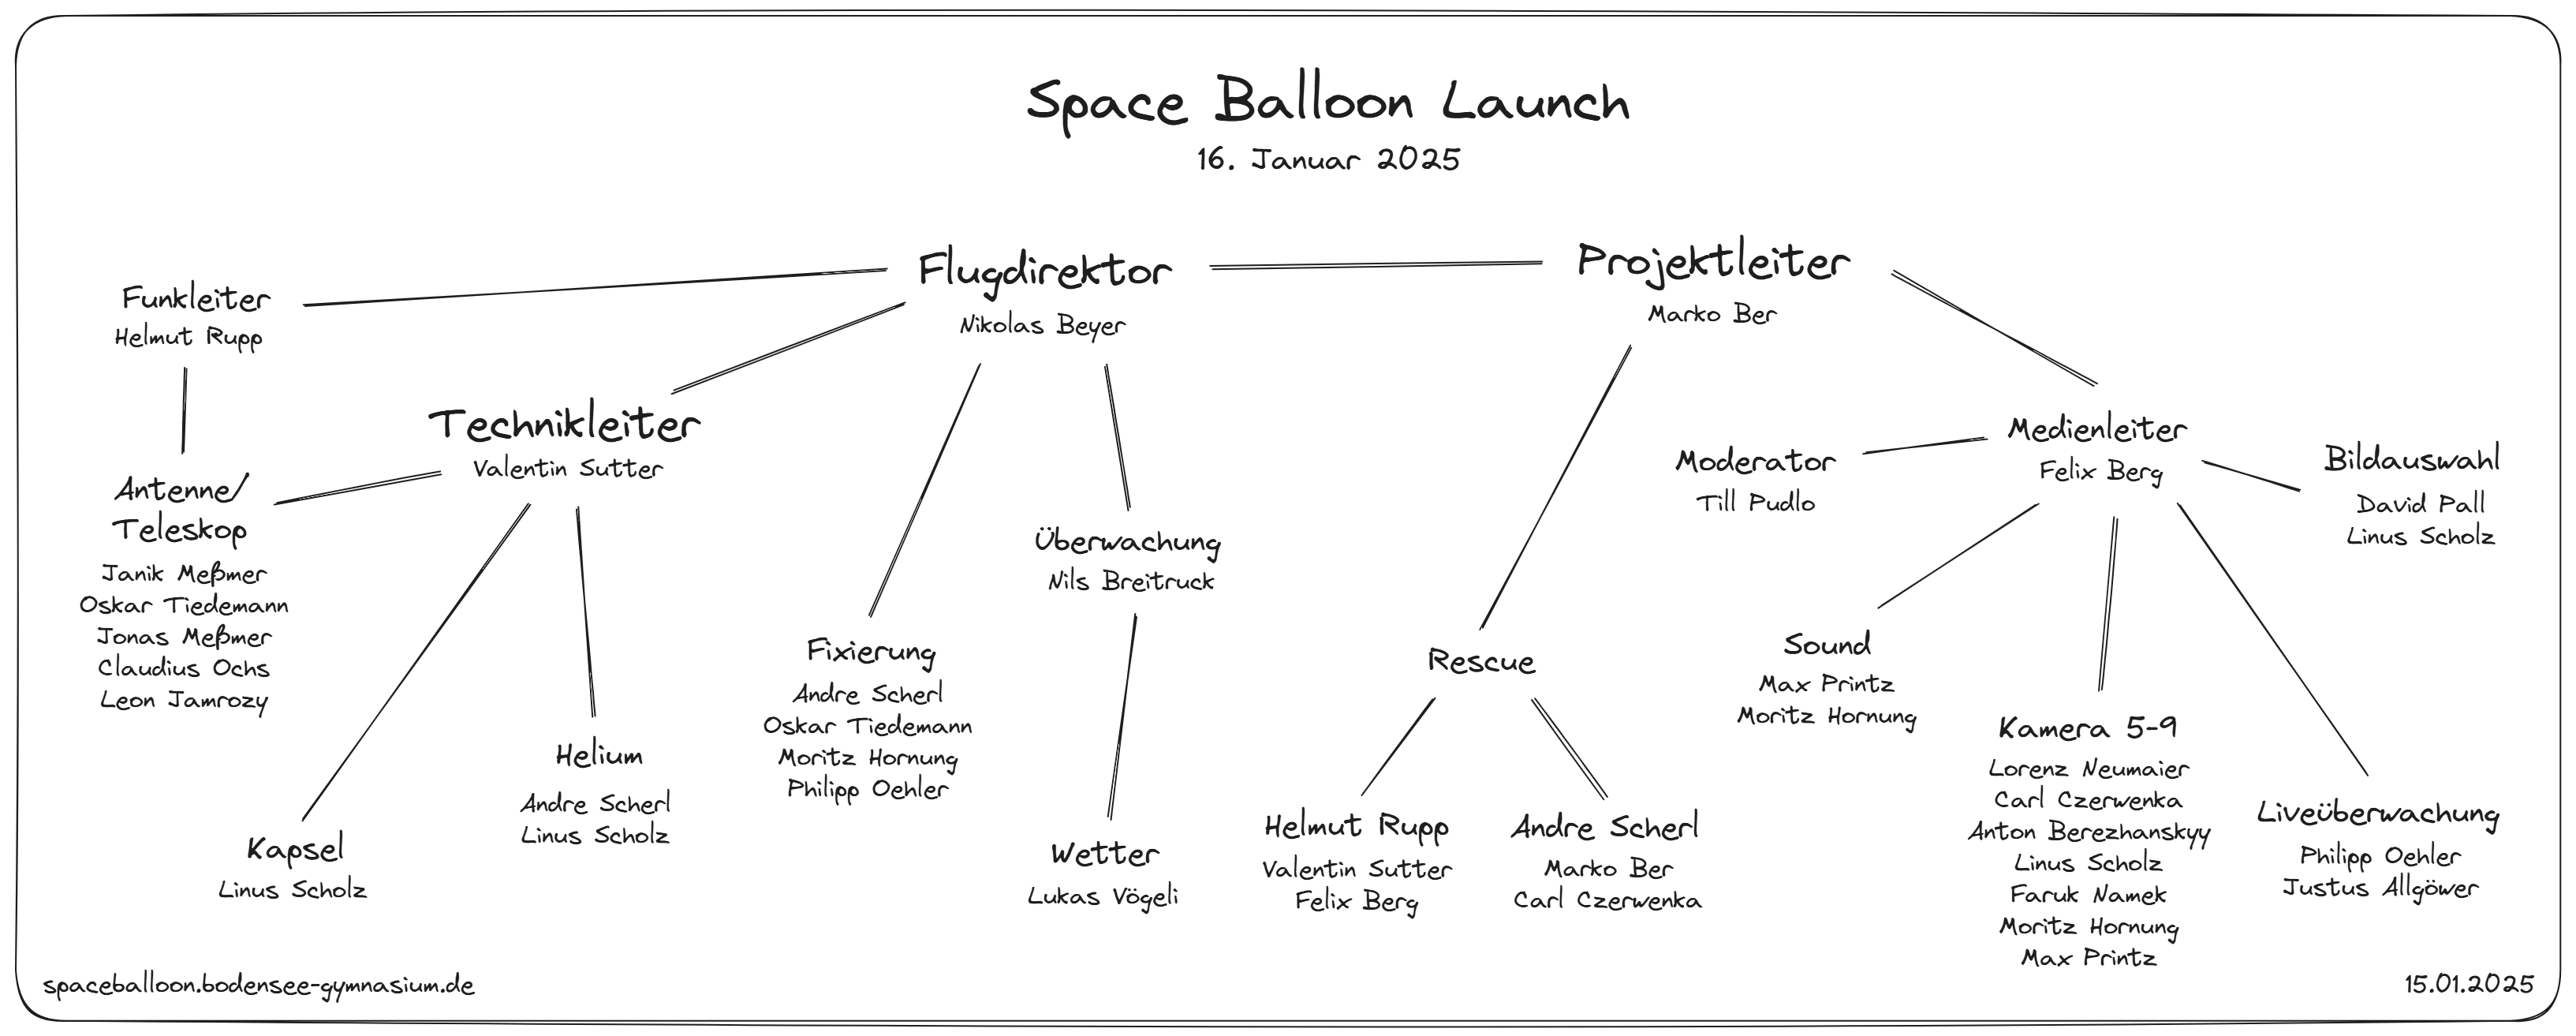 Space Balloon Launch
16. Januar 2025
Flugdirektor
Nikolas Beyer
Projektleiter
Marko Ber
Funkleiter
Helmut Rupp
Technikleiter
Valentin Sutter
Antenne/
Teleskop
Janik Meßmer
Oskar Tiedemann
Jonas Meßmer
Claudius Ochs
Leon Jamrozy
Kapsel
Linus Scholz
Helium
Andre Scherl
Linus Scholz
Fixierung
Andre Scherl
Oskar Tiedemann
Moritz Hornung
Philipp Oehler
Überwachung
Nils Breitruck
Wetter
Lukas Vögeli
Rescue
Helmut Rupp
Valentin Sutter
Felix Berg
Andre Scherl
Marko Ber
Carl Czerwenka
Medienleiter
Felix Berg
Moderator
Till Pudlo
Bildauswahl
David Pall
Linus Scholz
Sound
Max Printz
Moritz Hornung
Kamera 5-9
Lorenz Neumaier
Carl Czerwenka
Anton Berezhanskyy
Linus Scholz
Faruk Namek
Moritz Hornung
Max Printz
Liveüberwachung
Philipp Oehler
Justus Allgöwer
spaceballoon.bodensee-gymnasium.de
15.01.2025